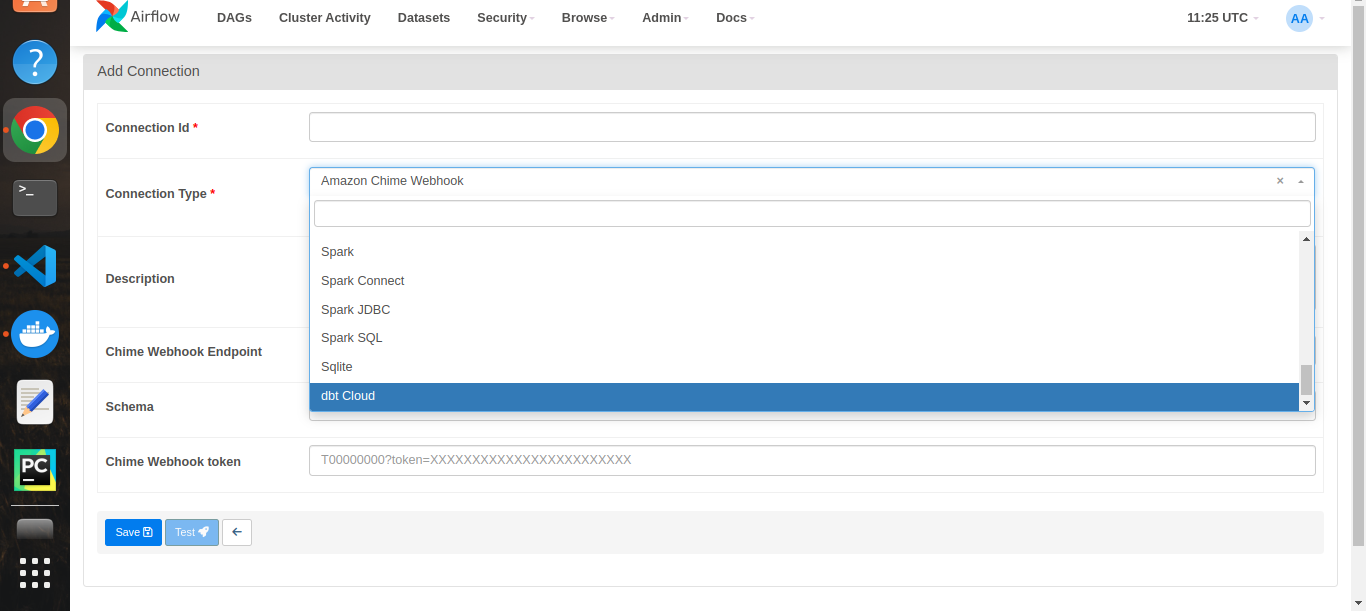 Airflow DAGs Cluster Activity Datasets Security Browse Admin Docs 11:25 UTC AA
Add Connection
Connection Id *
Connection Type * Amazon Chime Webhook ×
Spark
Spark Connect
Description
Spark JDBC
Spark SQL
Chime Webhook Endpoint
Sqlite
dbt Cloud
Schema
Chime Webhook token T00000000?token=XXXXXXXXXXXXXXXXXXXXXXXX
Save Test
?
>_
PC